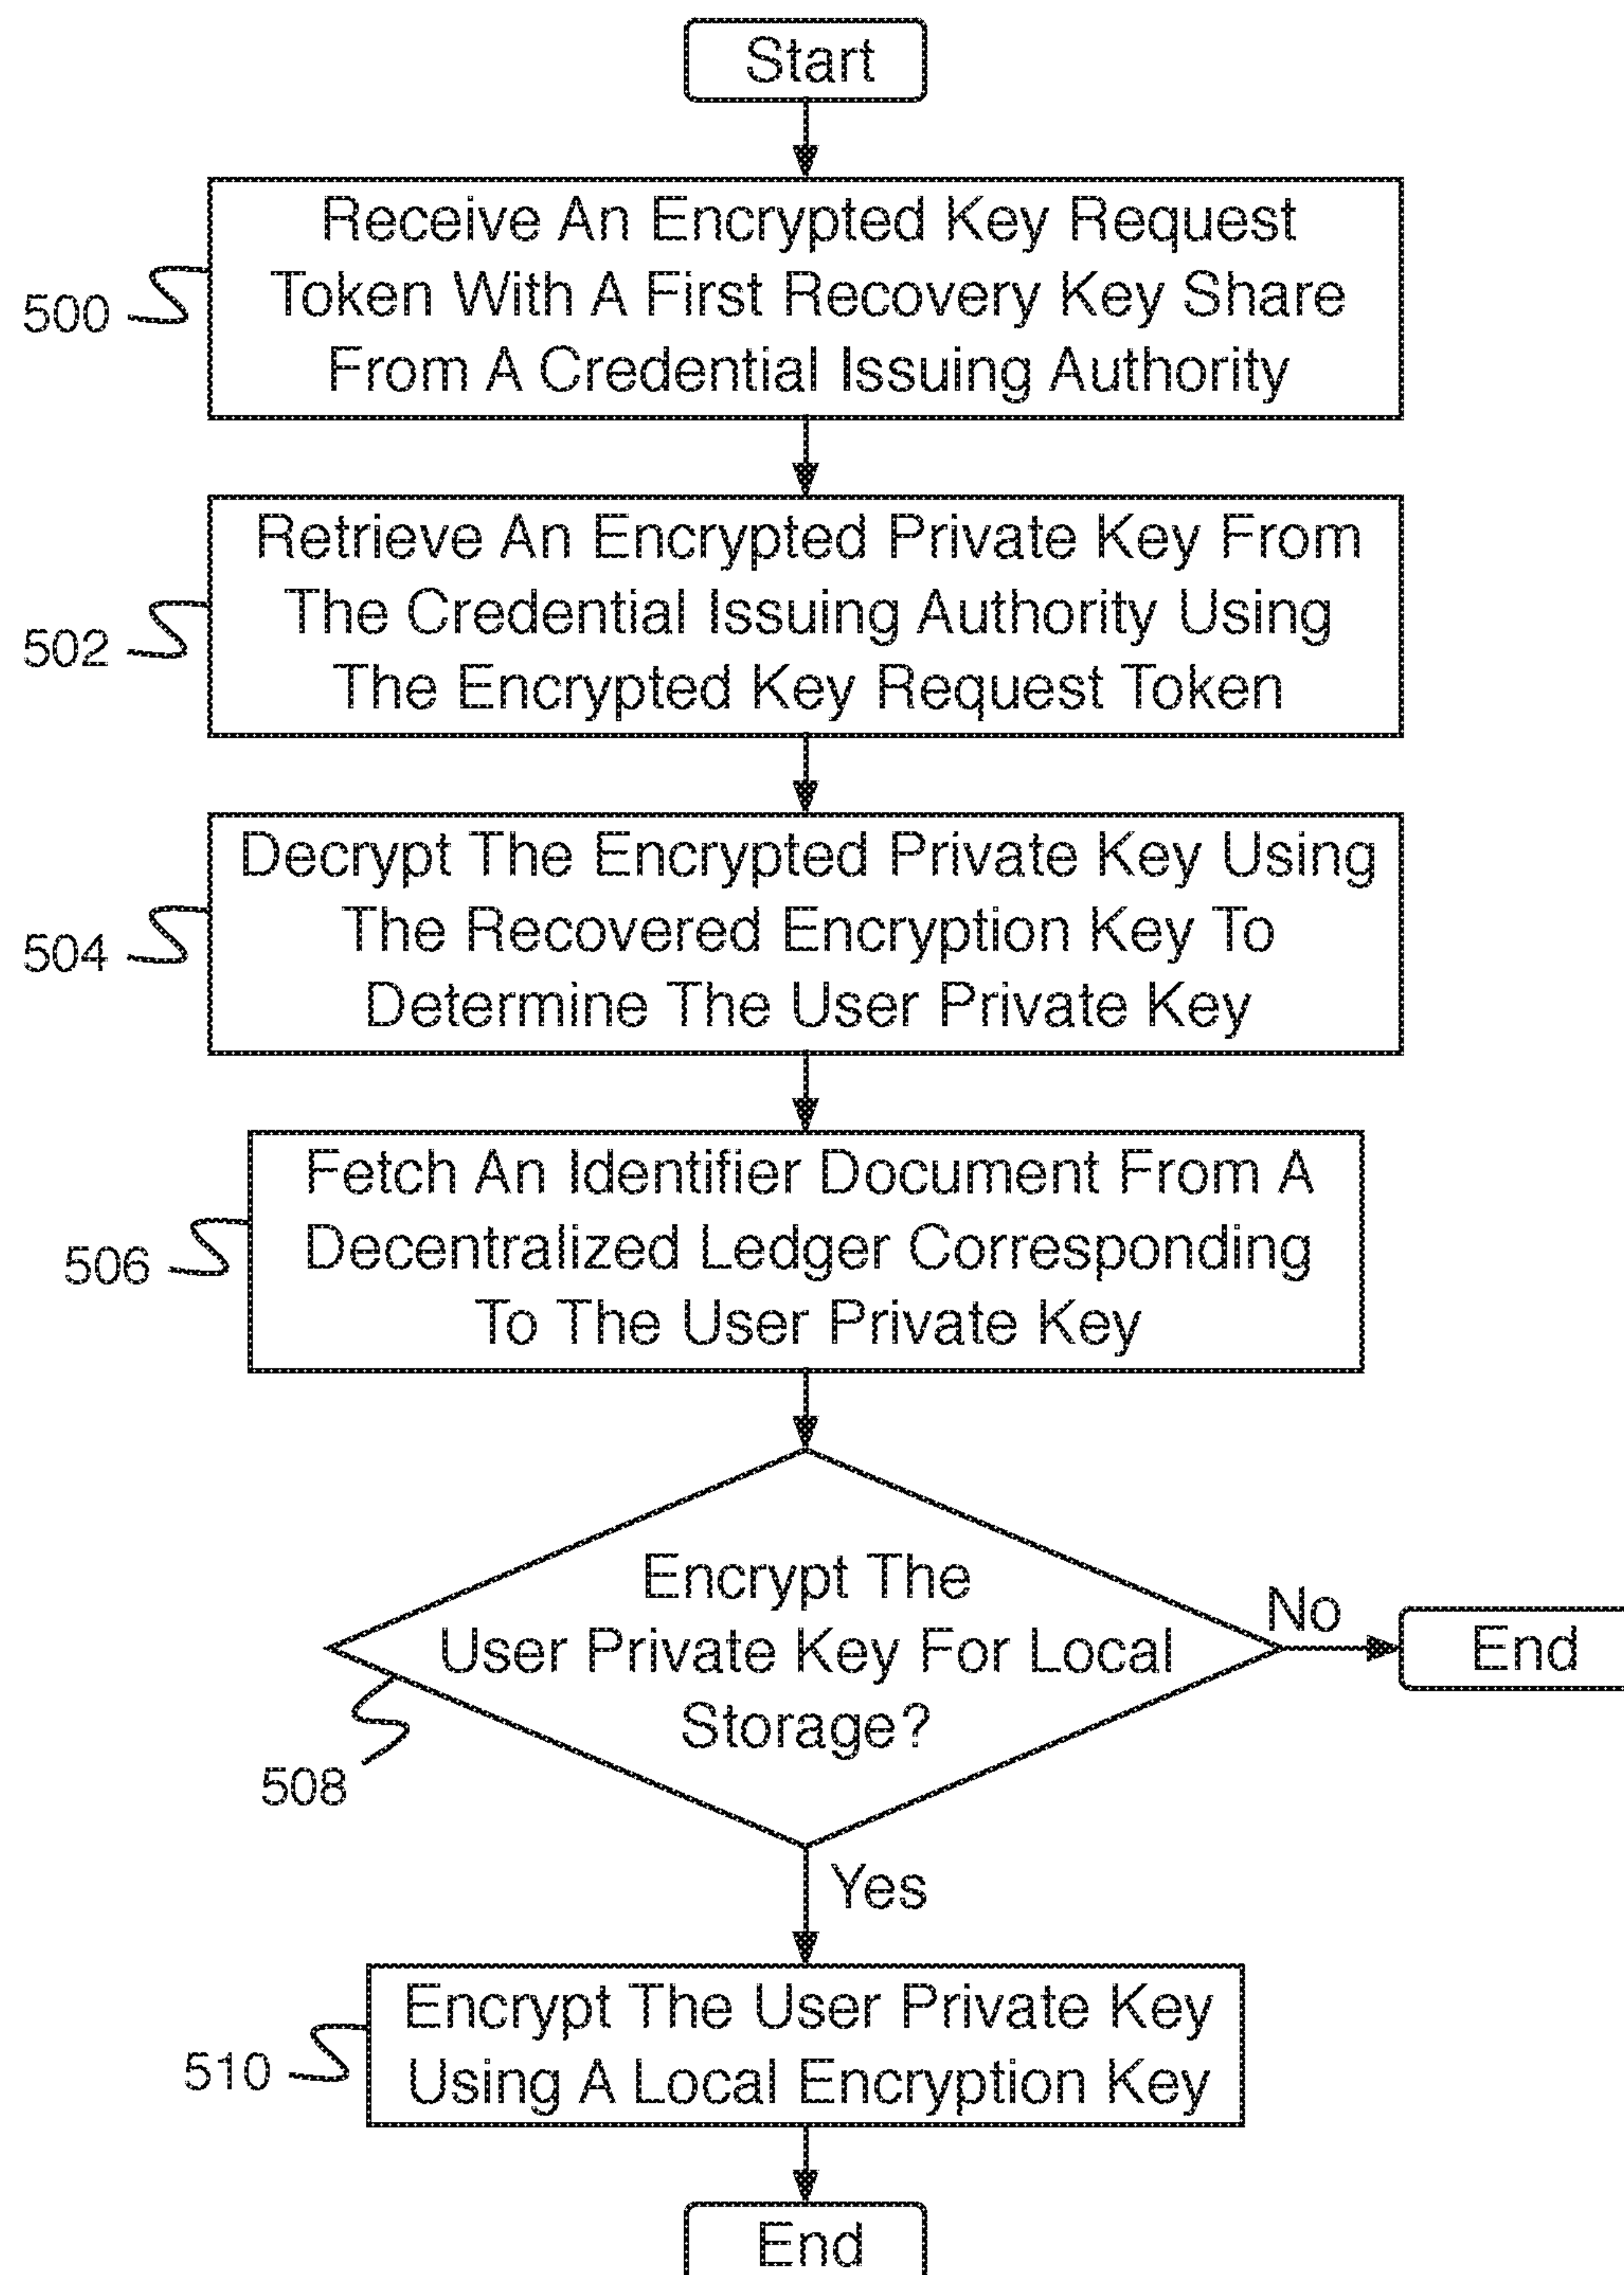 Start
Receive An Encrypted Key Request
Token With A First Recovery Key Share
From A Credential Issuing Authority
500
Retrieve An Encrypted Private Key From
The Credential Issuing Authority Using
The Encrypted Key Request Token
502
Decrypt The Encrypted Private Key Using
The Recovered Encryption Key To
Determine The User Private Key
504
Fetch An Identifier Document From A
Decentralized Ledger Corresponding
To The User Private Key
506
Encrypt The
User Private Key For Local
Storage?
508
No
End
Yes
Encrypt The User Private Key
Using A Local Encryption Key
510
End